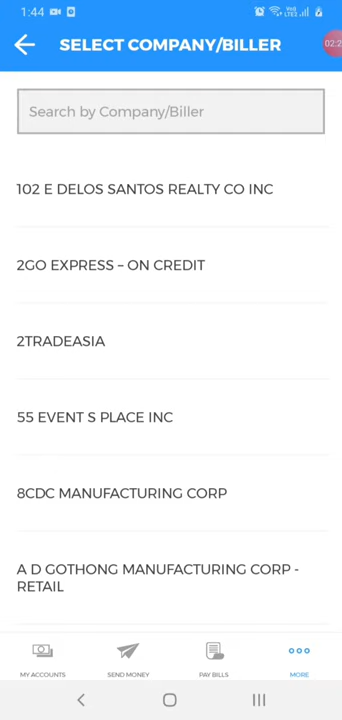 1:44
SELECT COMPANY/BILLER
Search by Company/Biller
102 E DELOS SANTOS REALTY CO INC
2GO EXPRESS – ON CREDIT
2TRADEASIA
55 EVENT S PLACE INC
8CDC MANUFACTURING CORP
A D GOTHONG MANUFACTURING CORP -
RETAIL
MY ACCOUNTS
SEND MONEY
PAY BILLS
MORE